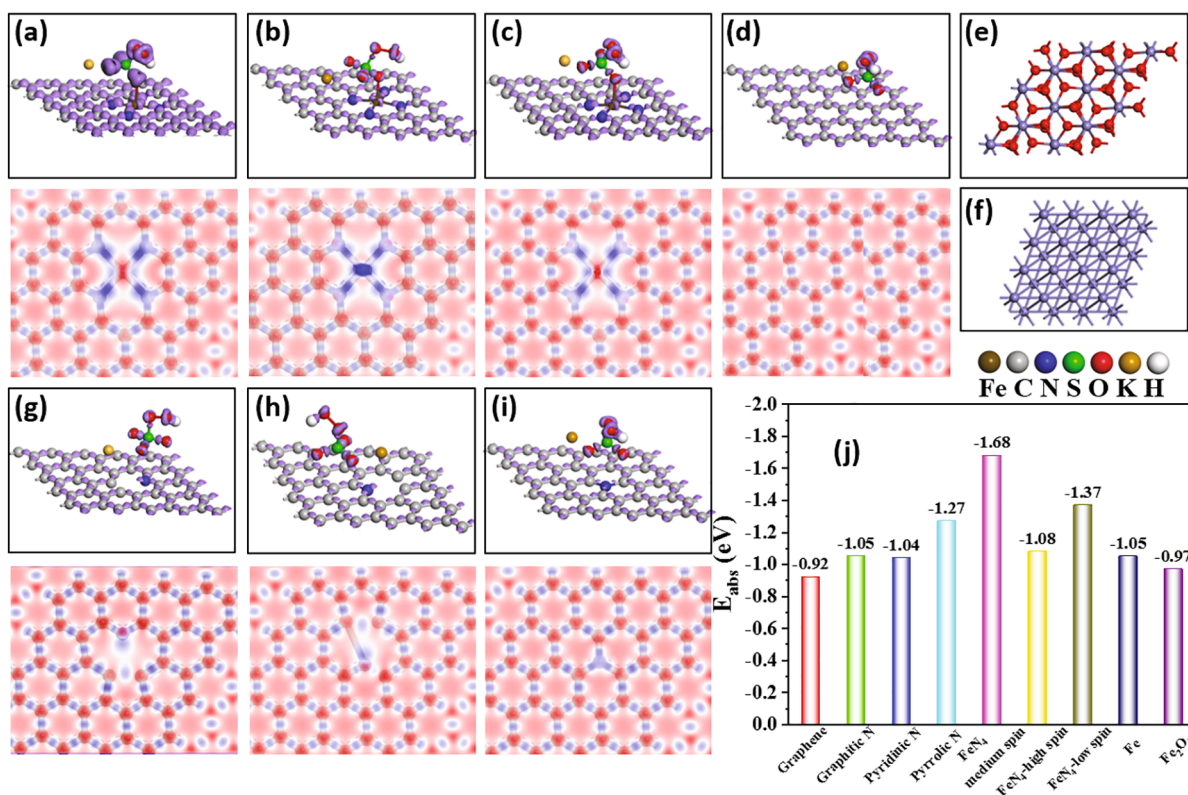 (a)
(b)
(c)
(d)
(e)
(f)
Fe C N S O K H
(g)
(h)
(i)
(j)
E_abs (eV)
-2.0
-1.8
-1.6
-1.4
-1.2
-1.0
-0.8
-0.6
-0.4
-0.2
0.0
-0.92
-1.05
-1.04
-1.27
-1.68
-1.08
-1.37
-1.05
-0.97
Graphene
Graphitic N
Pyridinic N
Pyrrolic N
FeN₄
medium spin
FeN₄-high spin
FeN₄-low spin
Fe
Fe₂O